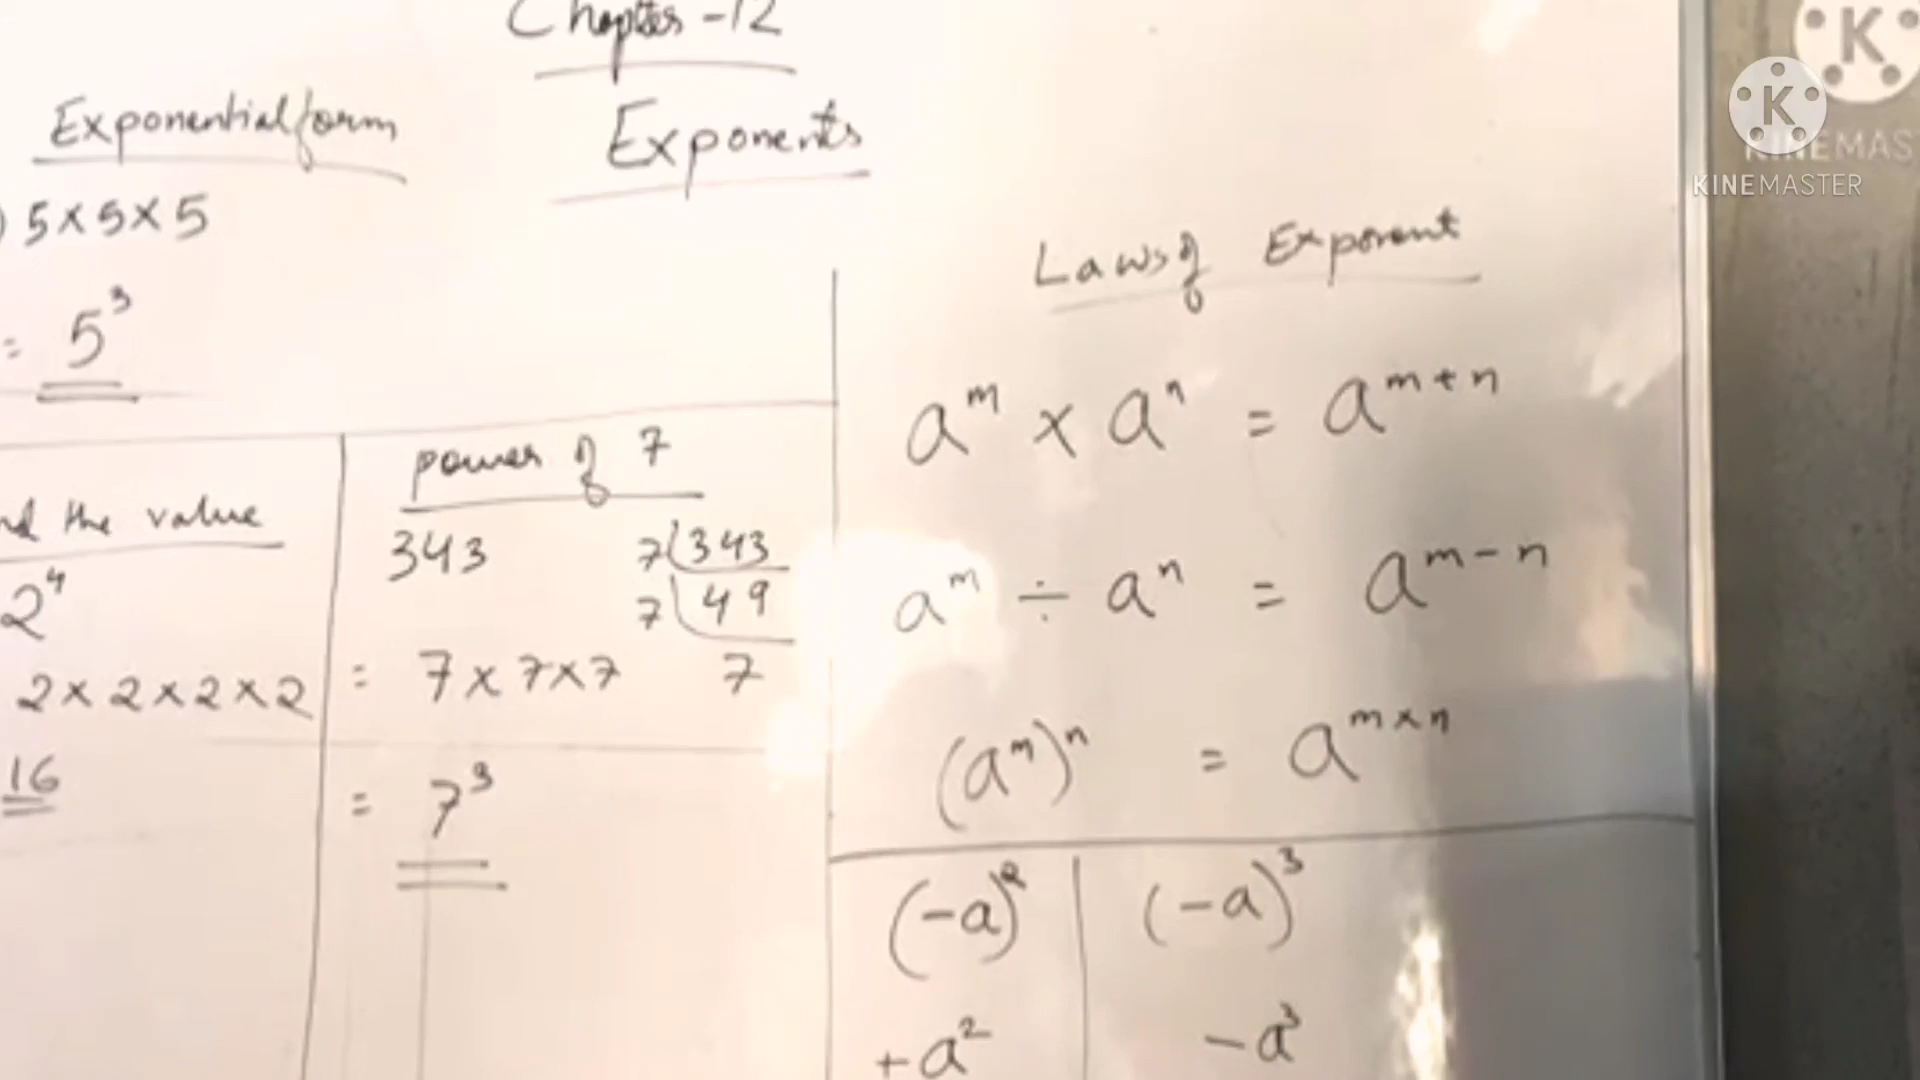 Chapter -12
Exponents
Exponential form
) 5×5×5
= 5³
nd the value
2⁴
2×2×2×2
16
power of 7
343
7 343
7 49
7
= 7×7×7
= 7³
Laws of Exponent
aᵐ × aⁿ = aᵐ⁺ⁿ
aᵐ ÷ aⁿ = aᵐ⁻ⁿ
(aᵐ)ⁿ = aᵐˣⁿ
(-a)² (-a)³
+a² -a³
K
KINEMASTER
K
KINEMAS